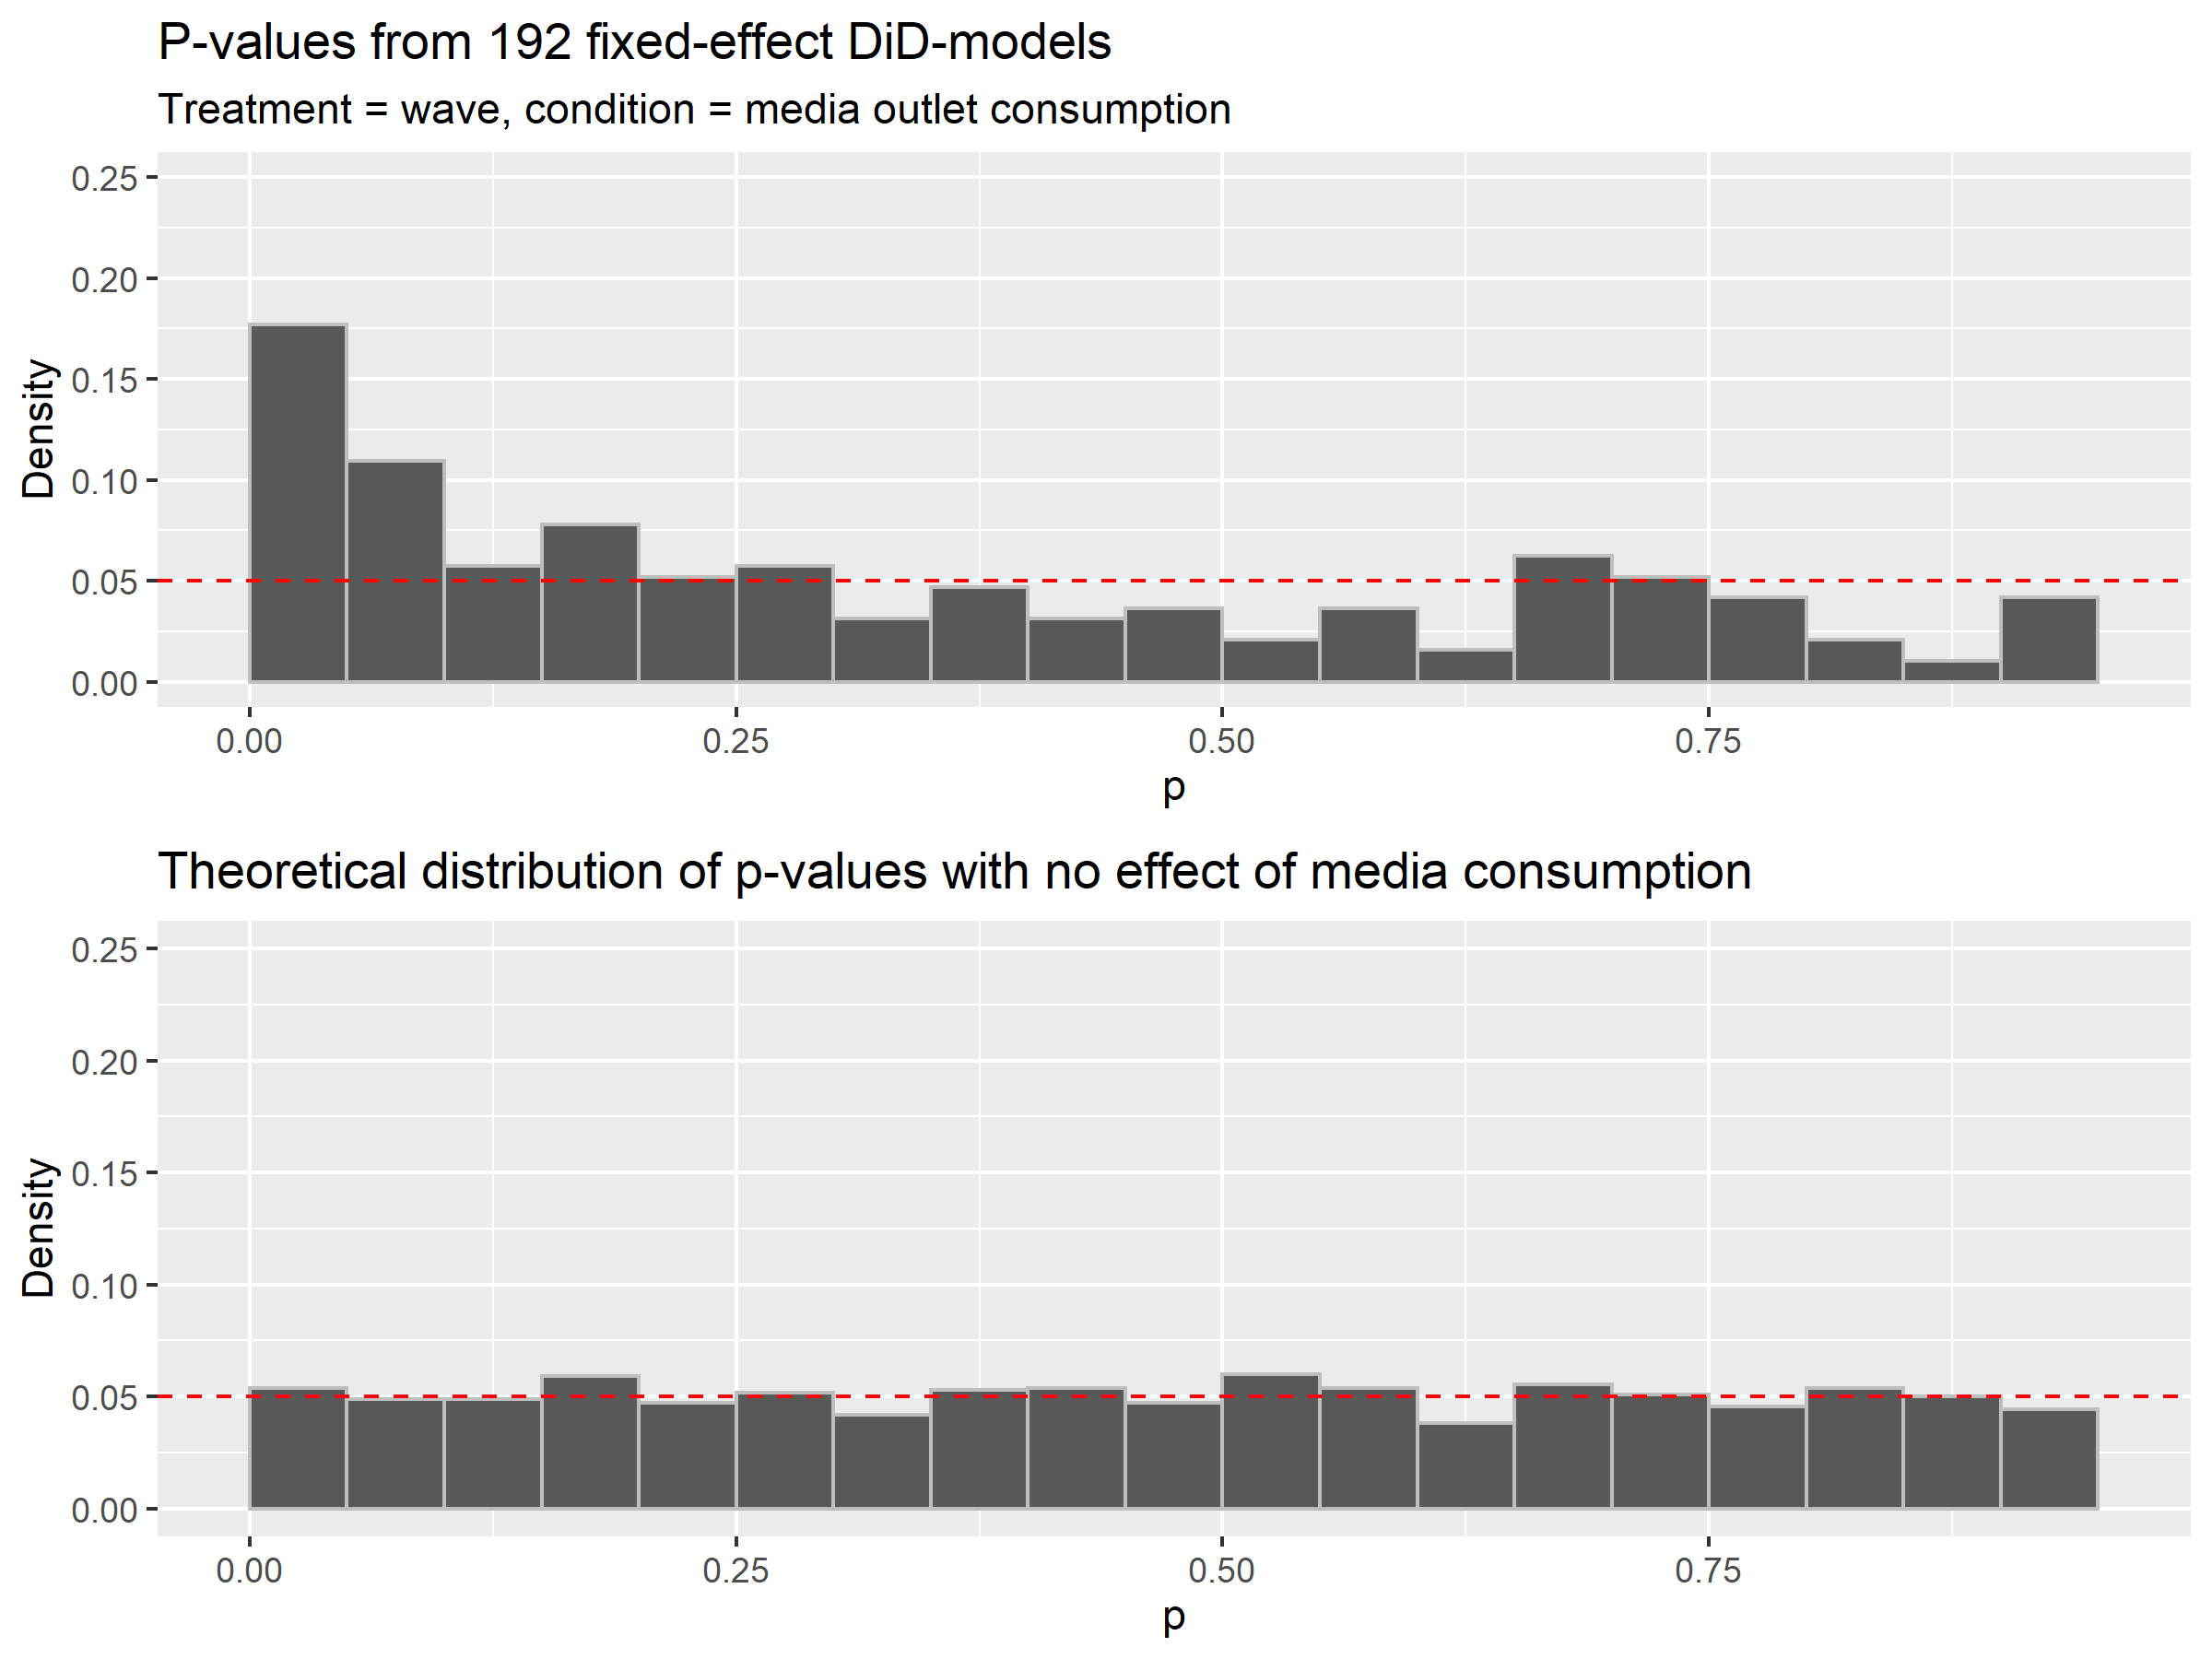 P-values from 192 fixed-effect DiD-models
Treatment = wave, condition = media outlet consumption
0.25
0.20
0.15
0.10
0.05
0.00
Density
0.00 0.25 0.50 0.75
p
Theoretical distribution of p-values with no effect of media consumption
0.25
0.20
0.15
0.10
0.05
0.00
Density
0.00 0.25 0.50 0.75
p